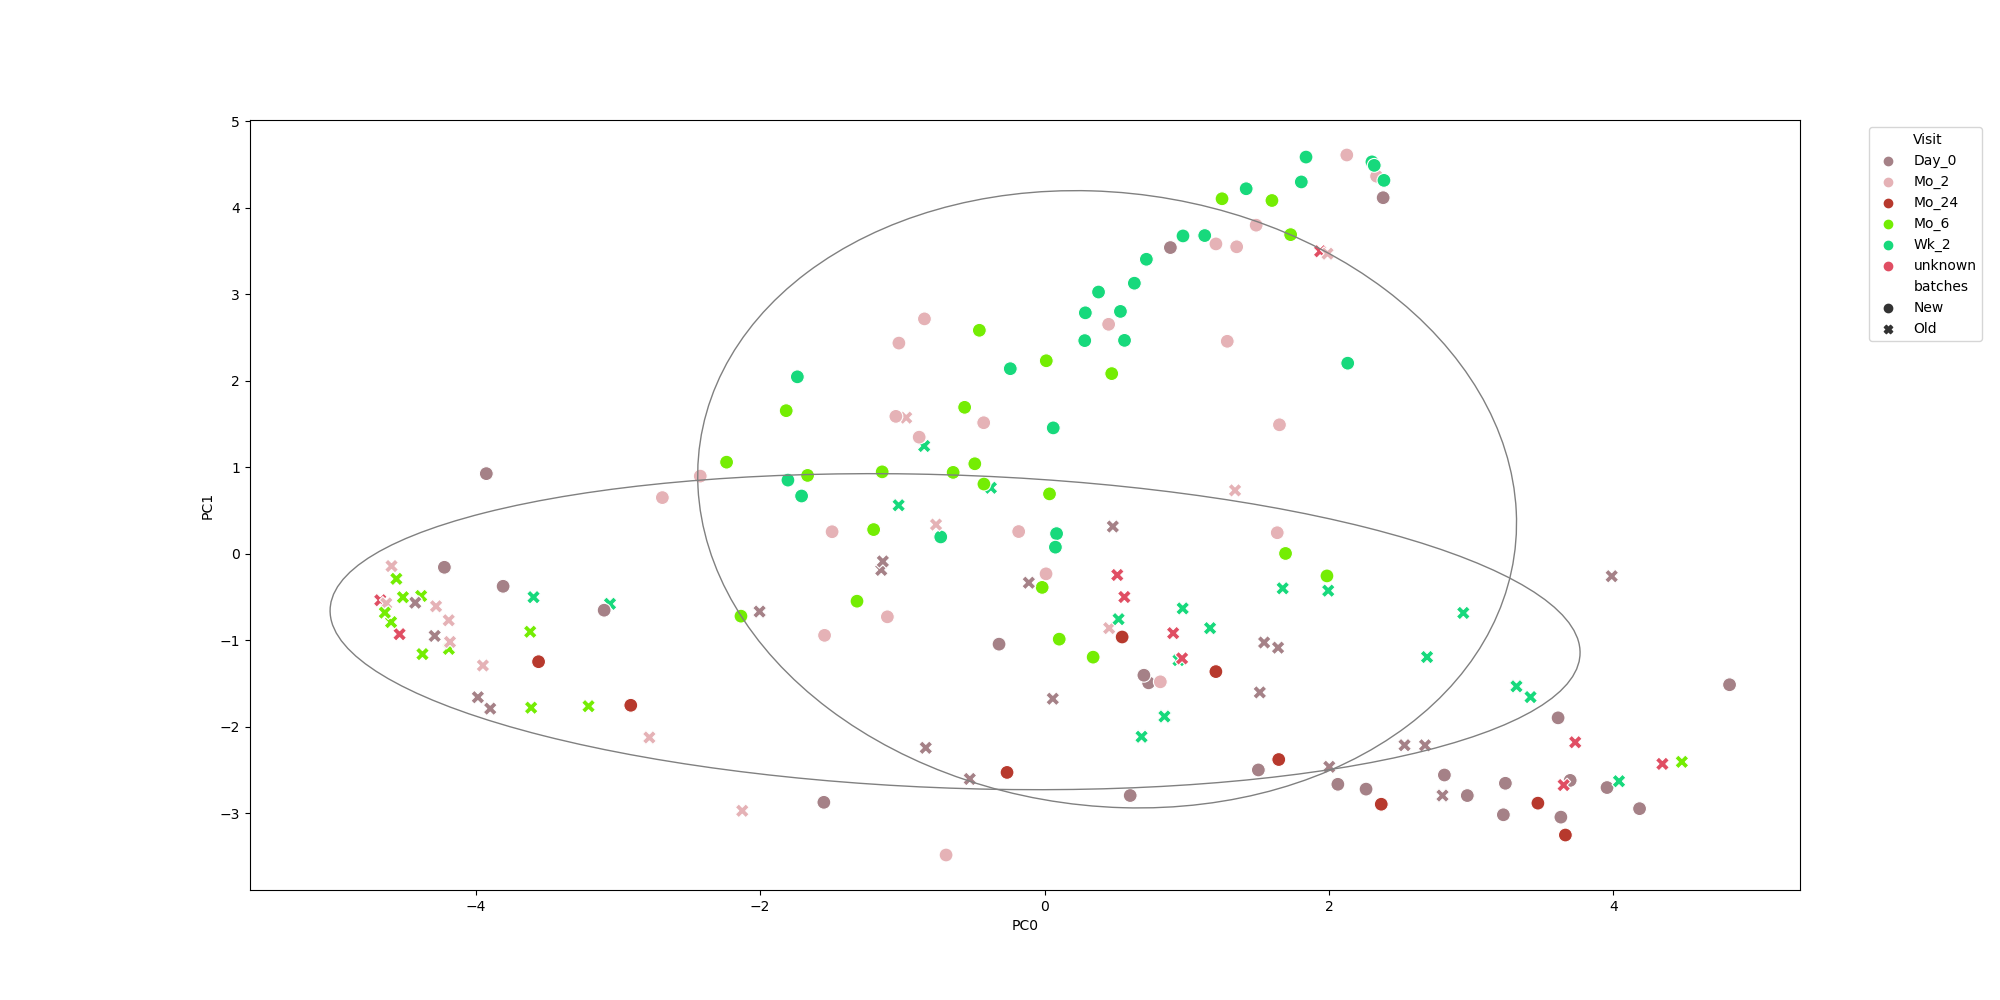 5
4
3
2
1
0
−1
−2
−3
PC1
−4
−2
0
2
4
PC0
Visit
Day_0
Mo_2
Mo_24
Mo_6
Wk_2
unknown
batches
New
Old